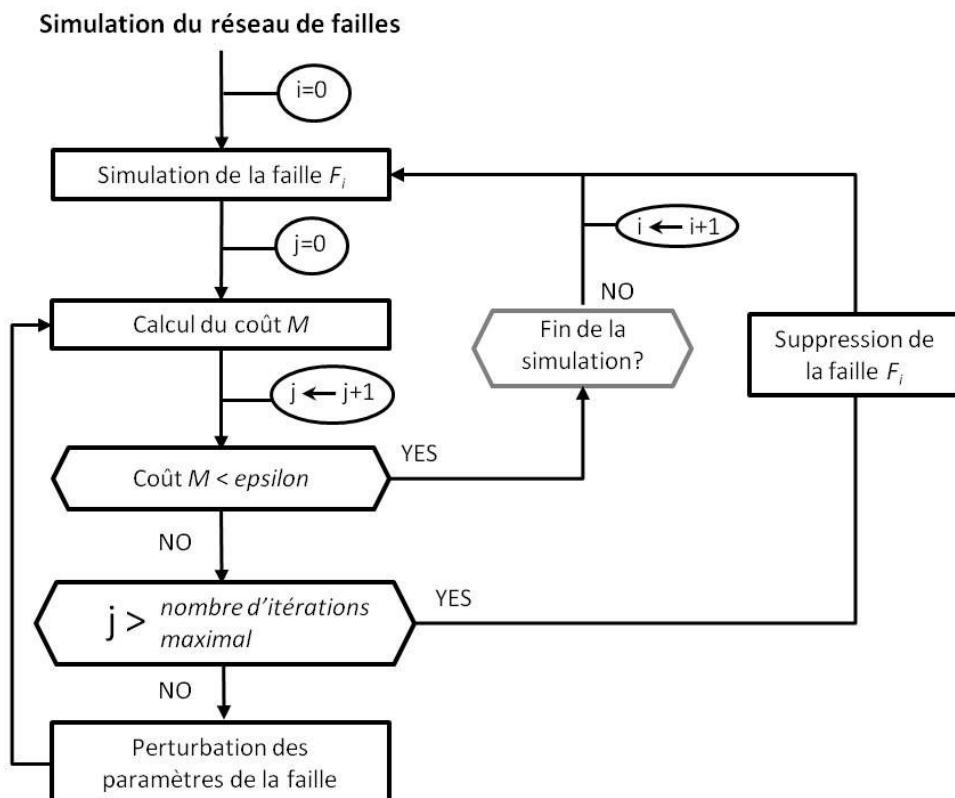 Simulation du réseau de failles
i=0
Simulation de la faille Fi
j=0
i ← i+1
NO
Calcul du coût M
Fin de la
simulation?
Suppression de
la faille Fi
j ← j+1
YES
Coût M < epsilon
NO
j > nombre d'itérations
maximal
YES
NO
Perturbation des
paramètres de la faille